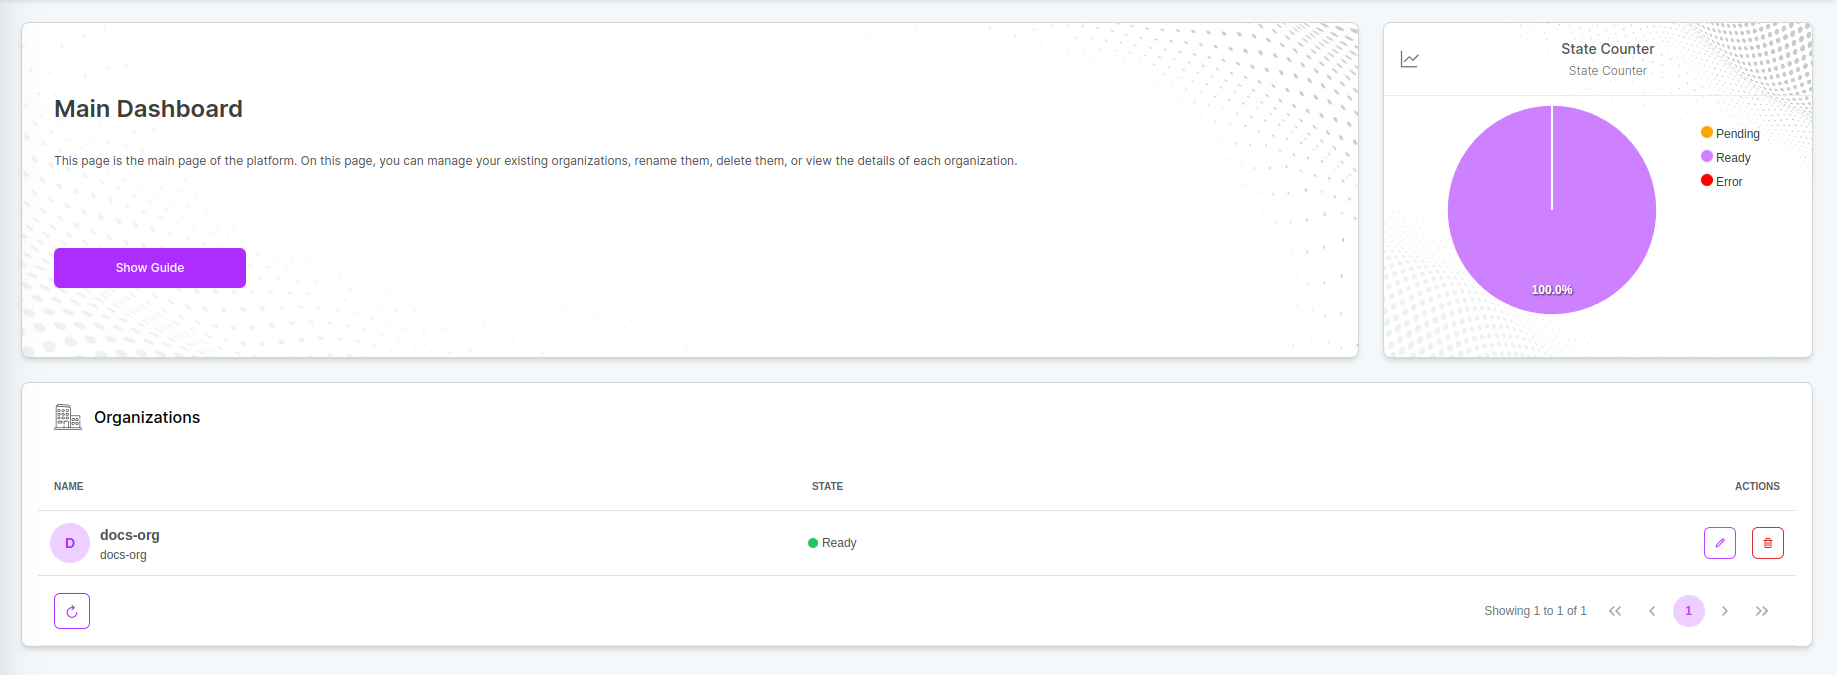 Main Dashboard
This page is the main page of the platform. On this page, you can manage your existing organizations, rename them, delete them, or view the details of each organization.
Show Guide
State Counter
State Counter
Pending
Ready
Error
100.0%
Organizations
NAME STATE ACTIONS
D
docs-org
docs-org
Ready
Showing 1 to 1 of 1
1